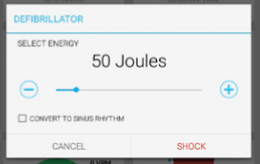 DEFIBRILLATOR
SELECT ENERGY
50 Joules
CONVERT TO SINUS RHYTHM
CANCEL SHOCK